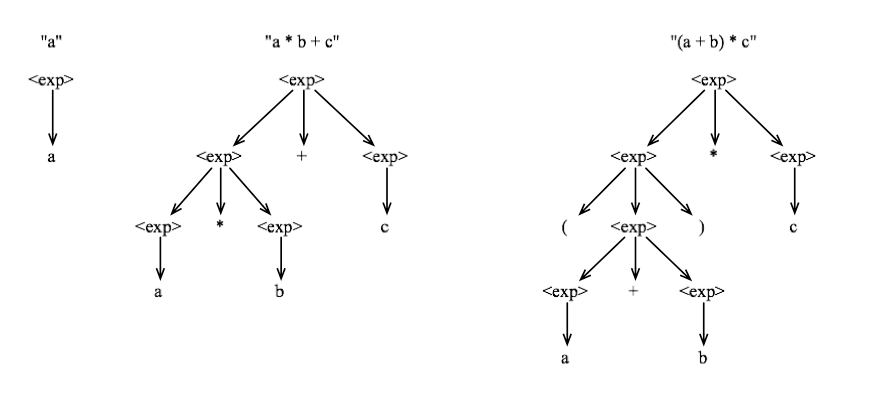 "a" "a * b + c" "(a + b) * c"
<exp> <exp> <exp>
a <exp> + <exp> <exp> * <exp>
<exp> * <exp> c ( <exp> ) c
a b <exp> + <exp>
a b